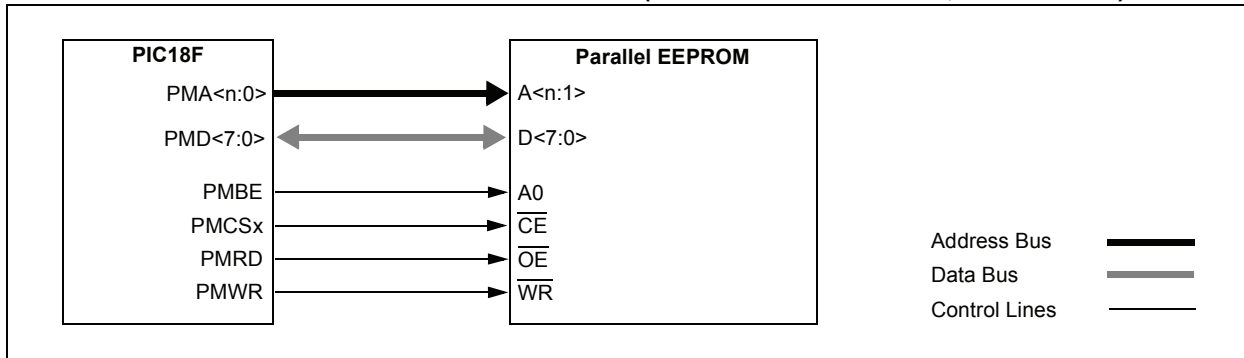 PIC18F
PMA<n:0>
PMD<7:0>
PMBE
PMCSx
PMRD
PMWR
Parallel EEPROM
A<n:1>
D<7:0>
A0
CE
OE
WR
Address Bus
Data Bus
Control Lines